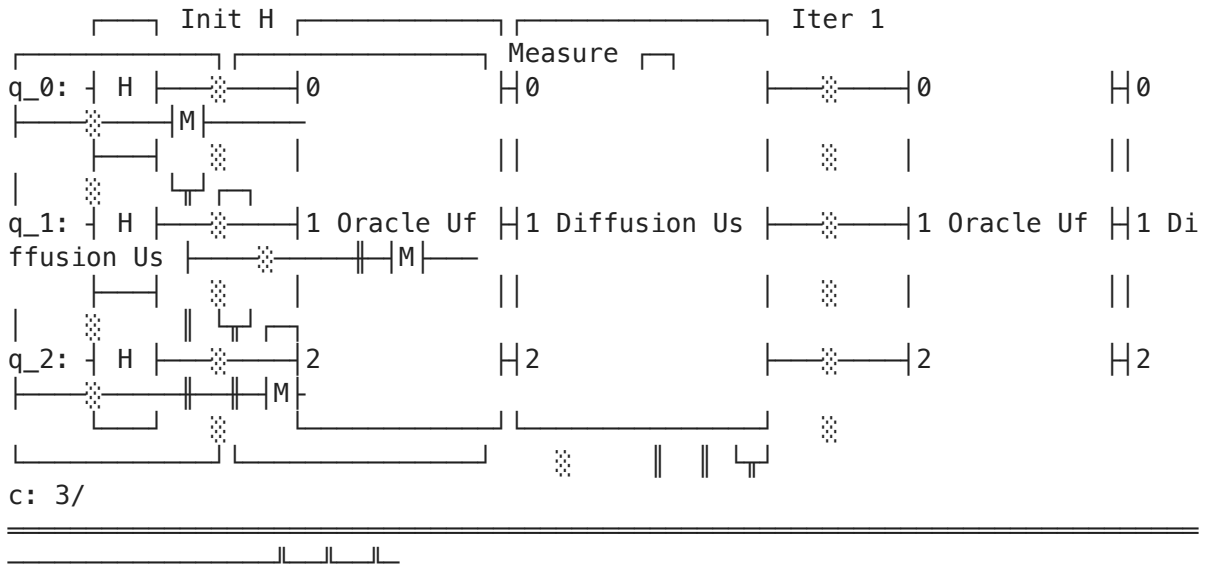 Init H Iter 1
Measure
q_0: H 0 0 0 0
M
q_1: H 1 Oracle Uf 1 Diffusion Us 1 Oracle Uf 1 Di
ffusion Us M
q_2: H 2 2 2 2
M
c: 3/